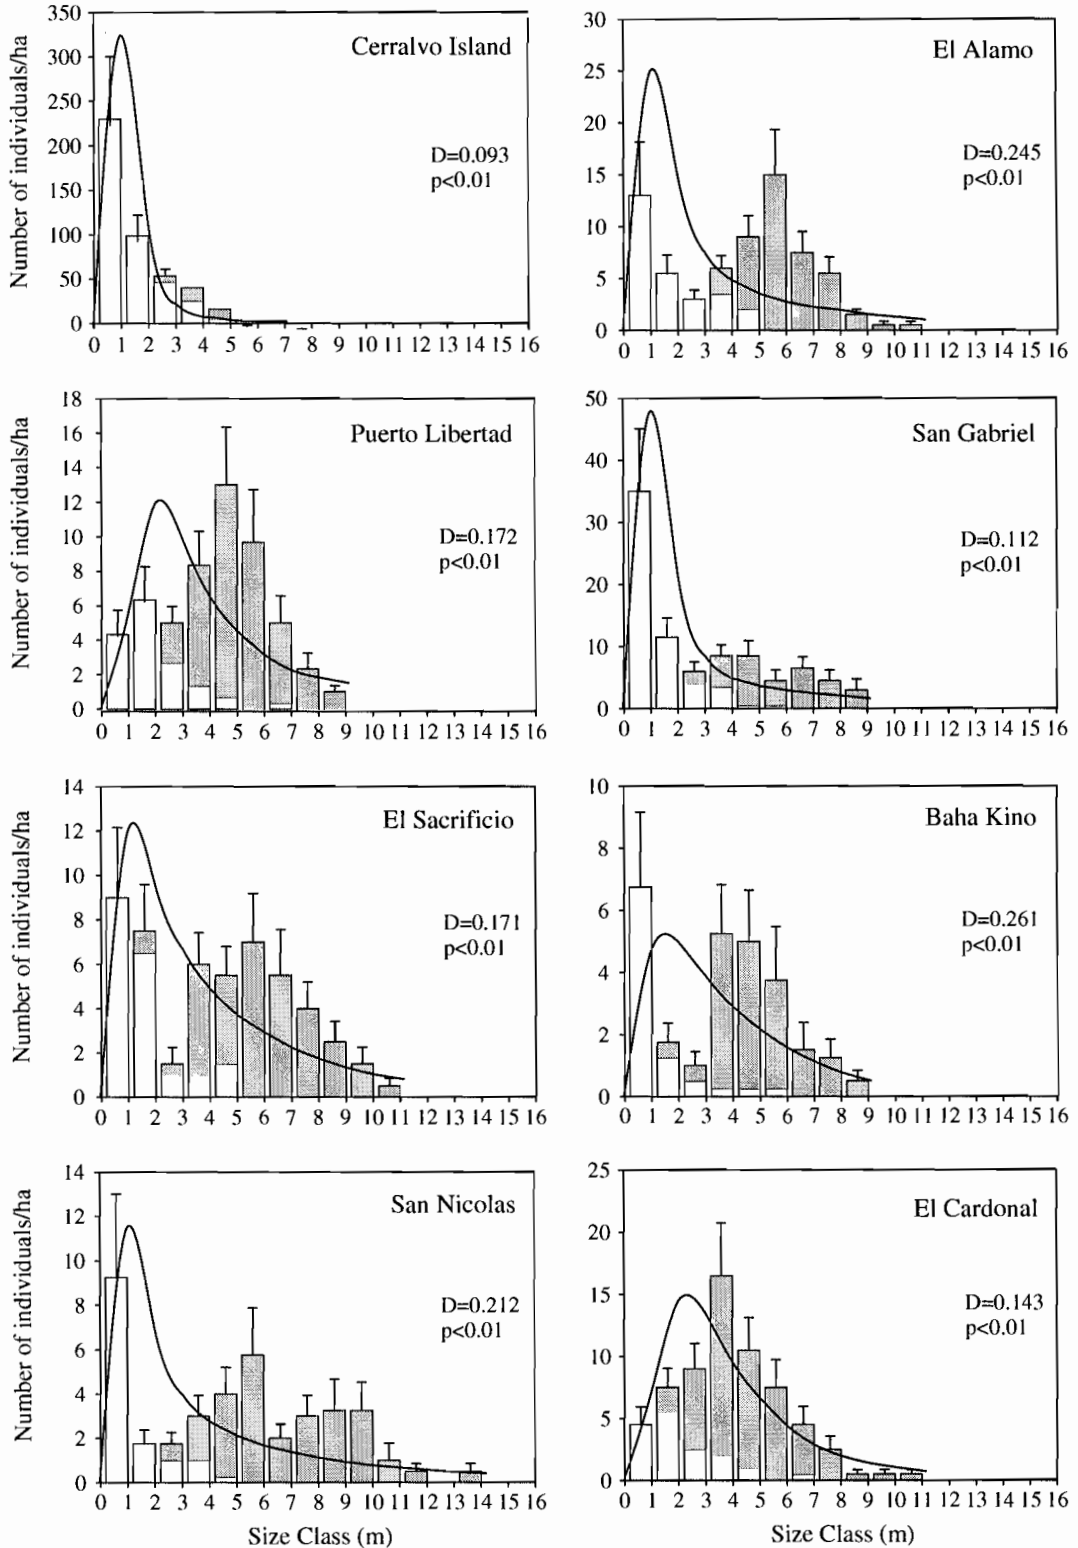 350
300
250
200
150
100
50
0
Number of individuals/ha
Cerralvo Island
D=0.093
p<0.01
0 1 2 3 4 5 6 7 8 9 10 11 12 13 14 15 16
30
25
20
15
10
5
0
El Alamo
D=0.245
p<0.01
0 1 2 3 4 5 6 7 8 9 10 11 12 13 14 15 16
18
16
14
12
10
8
6
4
2
0
Number of individuals/ha
Puerto Libertad
D=0.172
p<0.01
0 1 2 3 4 5 6 7 8 9 10 11 12 13 14 15 16
50
40
30
20
10
0
San Gabriel
D=0.112
p<0.01
0 1 2 3 4 5 6 7 8 9 10 11 12 13 14 15 16
14
12
10
8
6
4
2
0
Number of individuals/ha
El Sacrificio
D=0.171
p<0.01
0 1 2 3 4 5 6 7 8 9 10 11 12 13 14 15 16
10
8
6
4
2
0
Baha Kino
D=0.261
p<0.01
0 1 2 3 4 5 6 7 8 9 10 11 12 13 14 15 16
14
12
10
8
6
4
2
0
Number of individuals/ha
San Nicolas
D=0.212
p<0.01
0 1 2 3 4 5 6 7 8 9 10 11 12 13 14 15 16
Size Class (m)
25
20
15
10
5
0
El Cardonal
D=0.143
p<0.01
0 1 2 3 4 5 6 7 8 9 10 11 12 13 14 15 16
Size Class (m)